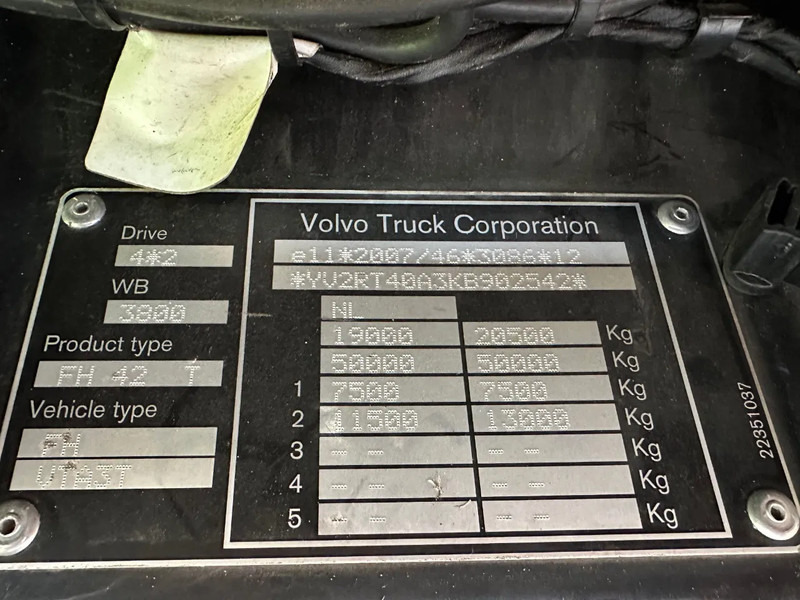 Volvo Truck Corporation
e11*2007/46*3086*12
*YV2RT40A3KB902542*
Drive
4*2
WB
3800
Product type
FH 42 T
Vehicle type
FH
VTA3T
NL
19000 20500 Kg
50000 50000 Kg
1 7500 7500 Kg
2 11500 13000 Kg
3 -- -- -- -- Kg
4 -- -- -- -- Kg
5 -- -- -- -- Kg
22351037